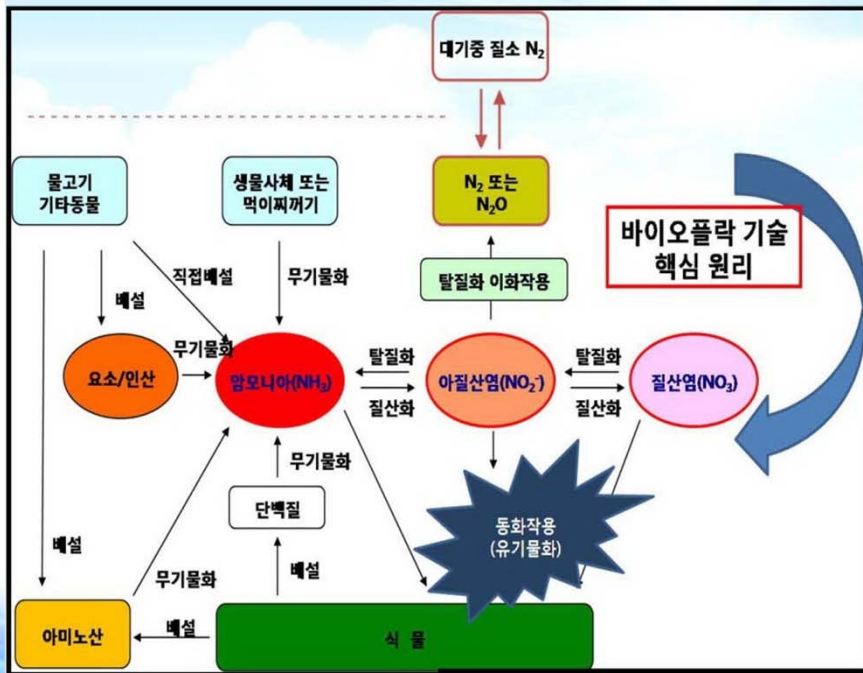 대기중 질소 N₂
물고기
기타동물
생물사체 또는
먹이찌꺼기
N₂ 또는
N₂O
바이오플락 기술
핵심 원리
직접배설
무기물화
탈질화 이화작용
배설
무기물화
요소/인산
암모니아(NH₃)
탈질화
질산화
아질산염(NO₂⁻)
탈질화
질산화
질산염(NO₃)
무기물화
단백질
동화작용
(유기물화)
배설
무기물화
배설
아미노산
배설
식 물